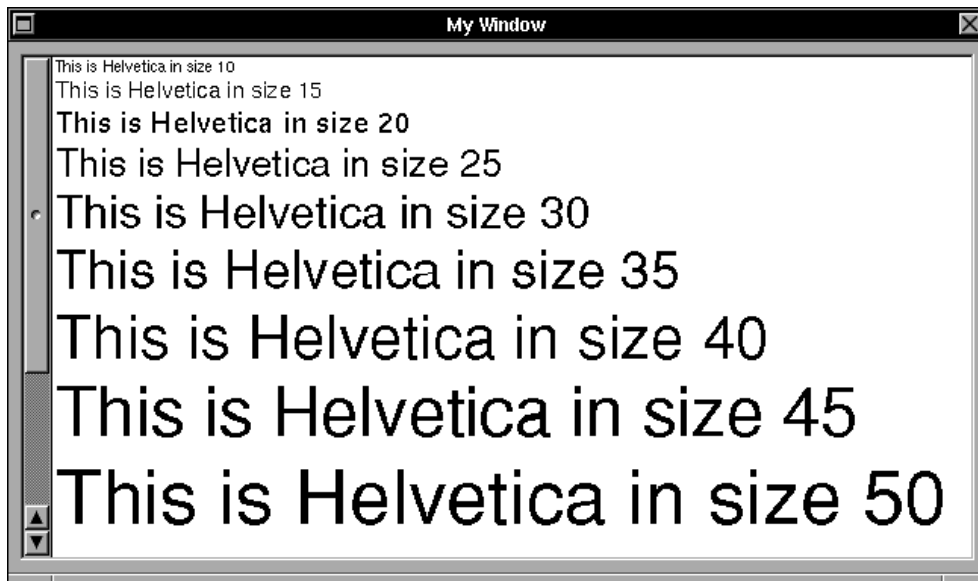 My Window
This is Helvetica in size 10
This is Helvetica in size 15
This is Helvetica in size 20
This is Helvetica in size 25
This is Helvetica in size 30
This is Helvetica in size 35
This is Helvetica in size 40
This is Helvetica in size 45
This is Helvetica in size 50